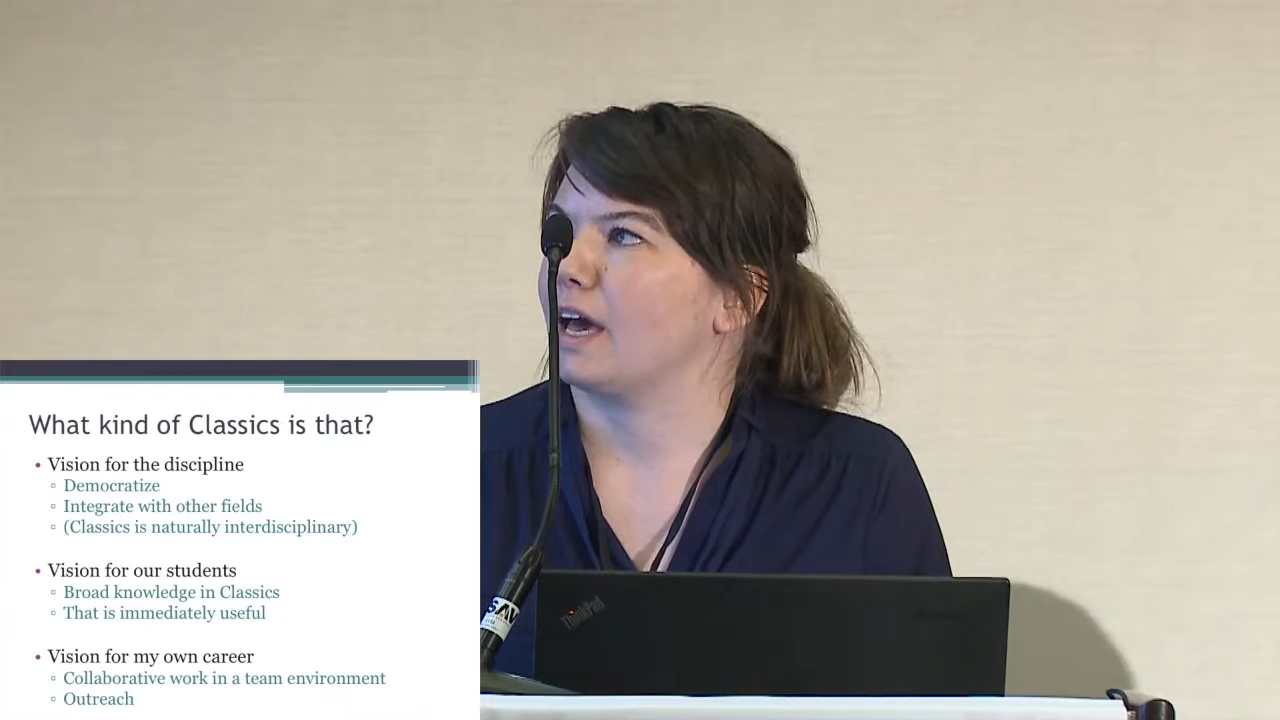 What kind of Classics is that?
• Vision for the discipline
▫ Democratize
▫ Integrate with other fields
▫ (Classics is naturally interdisciplinary)
• Vision for our students
▫ Broad knowledge in Classics
▫ That is immediately useful
• Vision for my own career
▫ Collaborative work in a team environment
▫ Outreach
ThinkPad
SAV